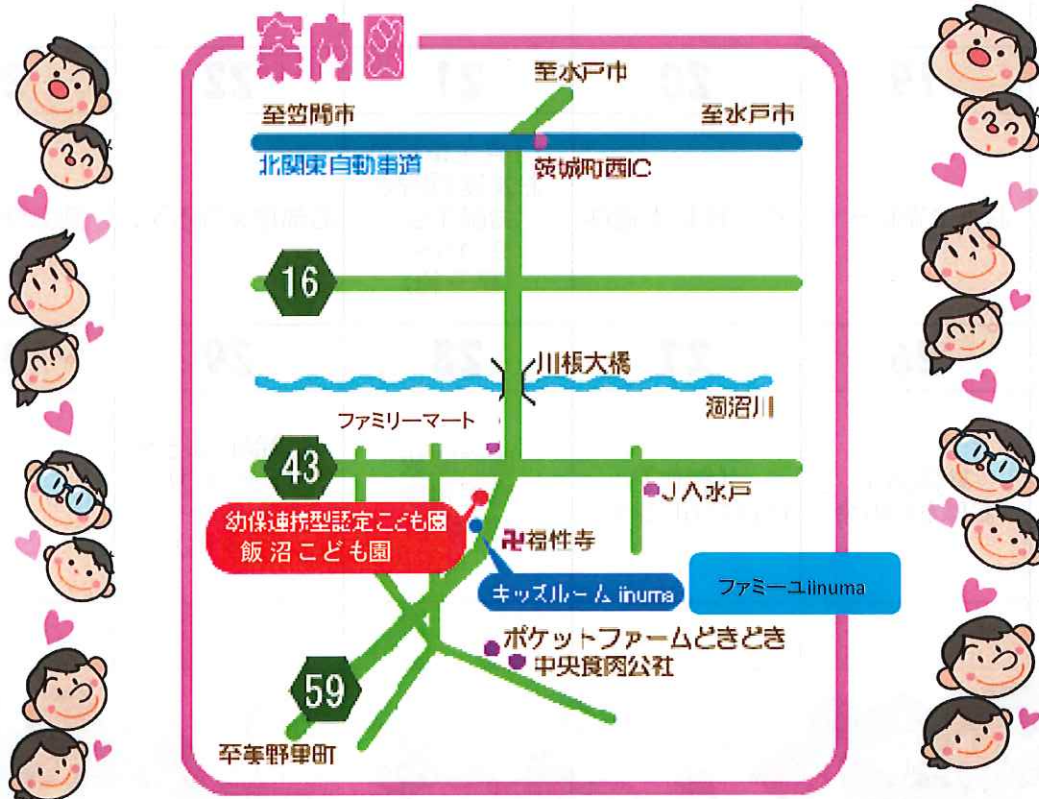 案内図
至水戸市
至笠間市
至水戸市
北関東自動車道
茨城町西IC
16
川根大橋
涸沼川
ファミリーマート
43
JA水戸
幼保連携型認定こども園
飯沼こども園
卍福性寺
キッズルーム iinuma
ファミーユiinuma
ポケットファームどきどき
中央食肉公社
59
至美野里町